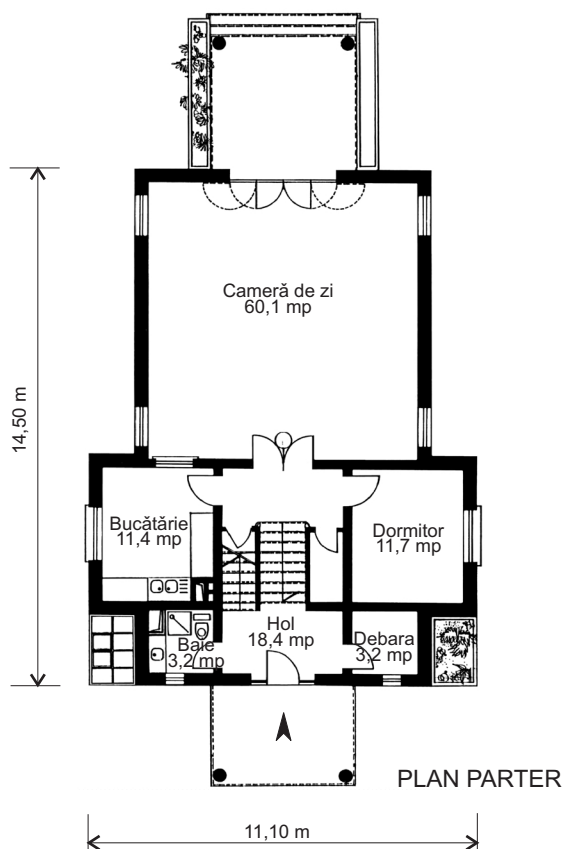 Cameră de zi
60,1 mp
14,50 m
Bucătărie
11,4 mp
Dormitor
11,7 mp
Hol
18,4 mp
Baie
3,2 mp
Debara
3,2 mp
PLAN PARTER
11,10 m